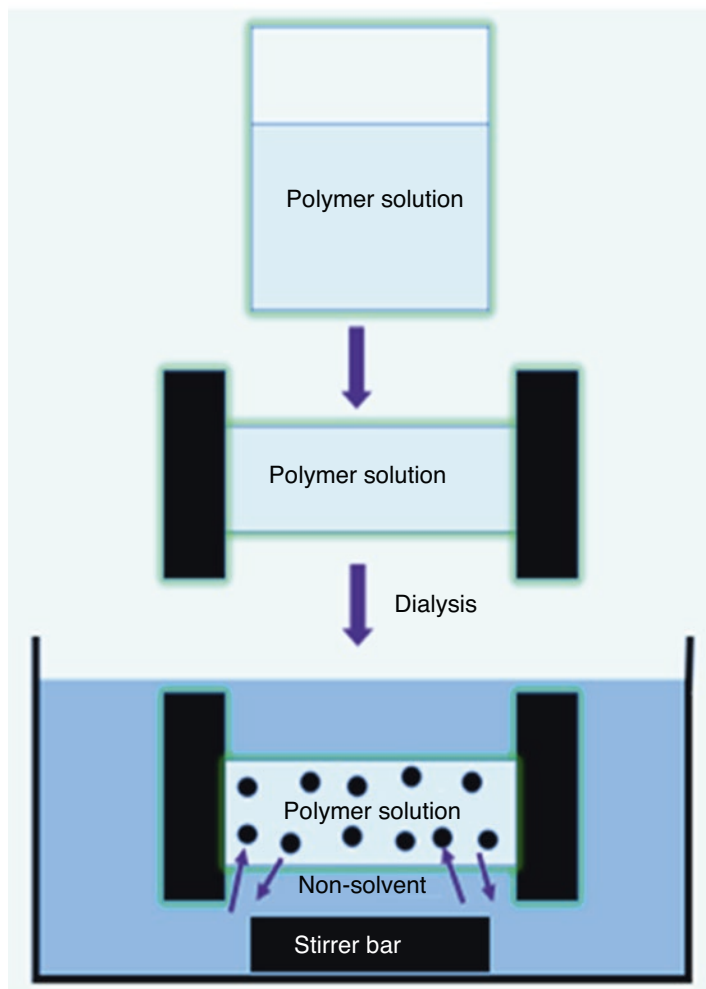 Polymer solution
Polymer solution
Dialysis
Polymer solution
Non-solvent
Stirrer bar